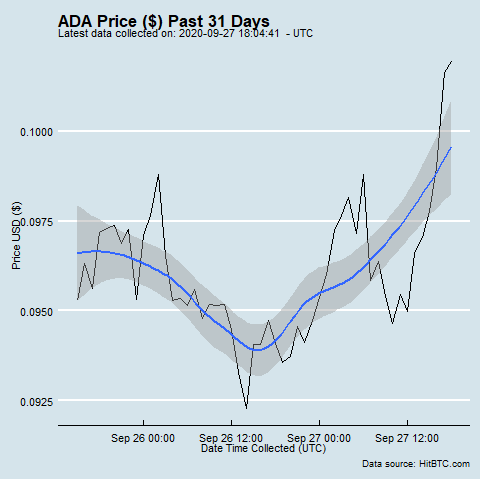 ADA Price ($) Past 31 Days
Latest data collected on: 2020-09-27 18:04:41  - UTC
Price USD ($)
0.1000
0.0975
0.0950
0.0925
Sep 26 00:00 Sep 26 12:00 Sep 27 00:00 Sep 27 12:00
Date Time Collected (UTC)
Data source: HitBTC.com